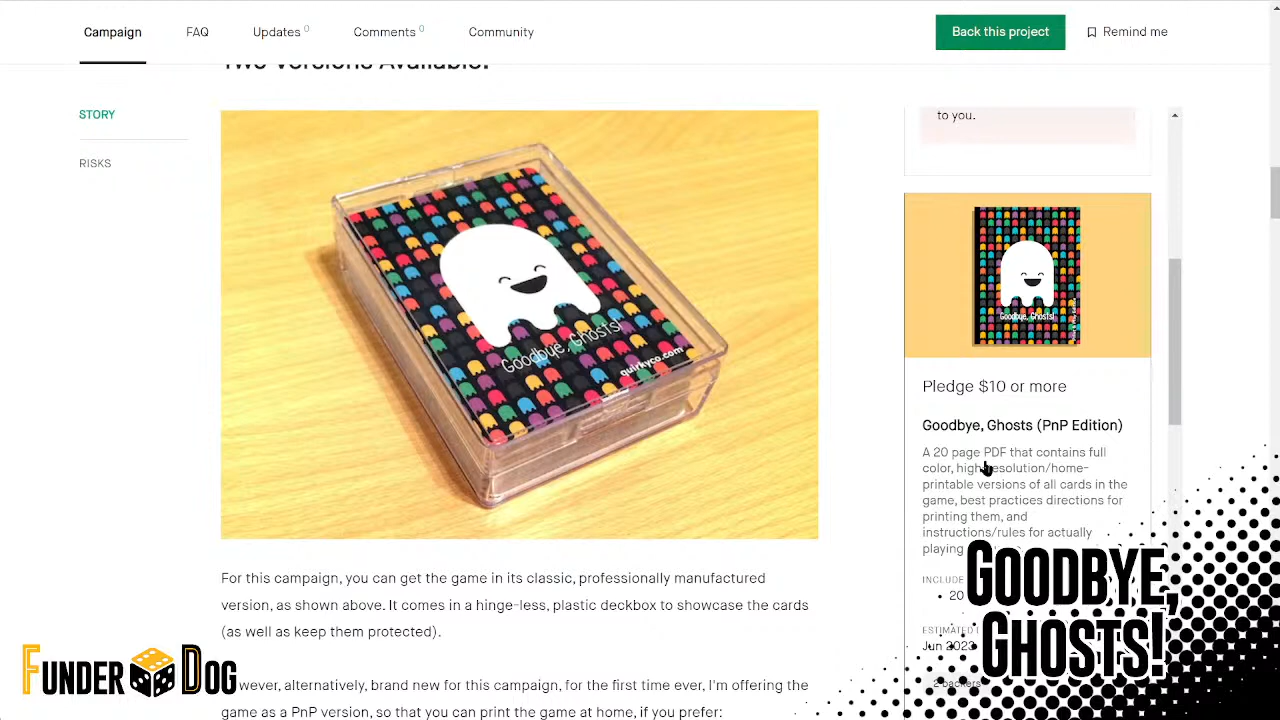 Campaign
FAQ
Updates 0
Comments 0
Community
Back this project
Remind me
Two Versions Available:
STORY
RISKS
to you.
Goodbye, Ghosts!
quirkyco.com
Goodbye, Ghosts!
Pledge $10 or more
Goodbye, Ghosts (PnP Edition)
A 20 page PDF that contains full
color, high-resolution/home-
printable versions of all cards in the
game, best practices directions for
printing them, and
instructions/rules for actually
playing
INCLUDE
• 20
ESTIMATED
Jun 2023
2 backers
For this campaign, you can get the game in its classic, professionally manufactured
version, as shown above. It comes in a hinge-less, plastic deckbox to showcase the cards
(as well as keep them protected).
However, alternatively, brand new for this campaign, for the first time ever, I'm offering the
game as a PnP version, so that you can print the game at home, if you prefer:
FUNDER DOG
GOODBYE,
GHOSTS!